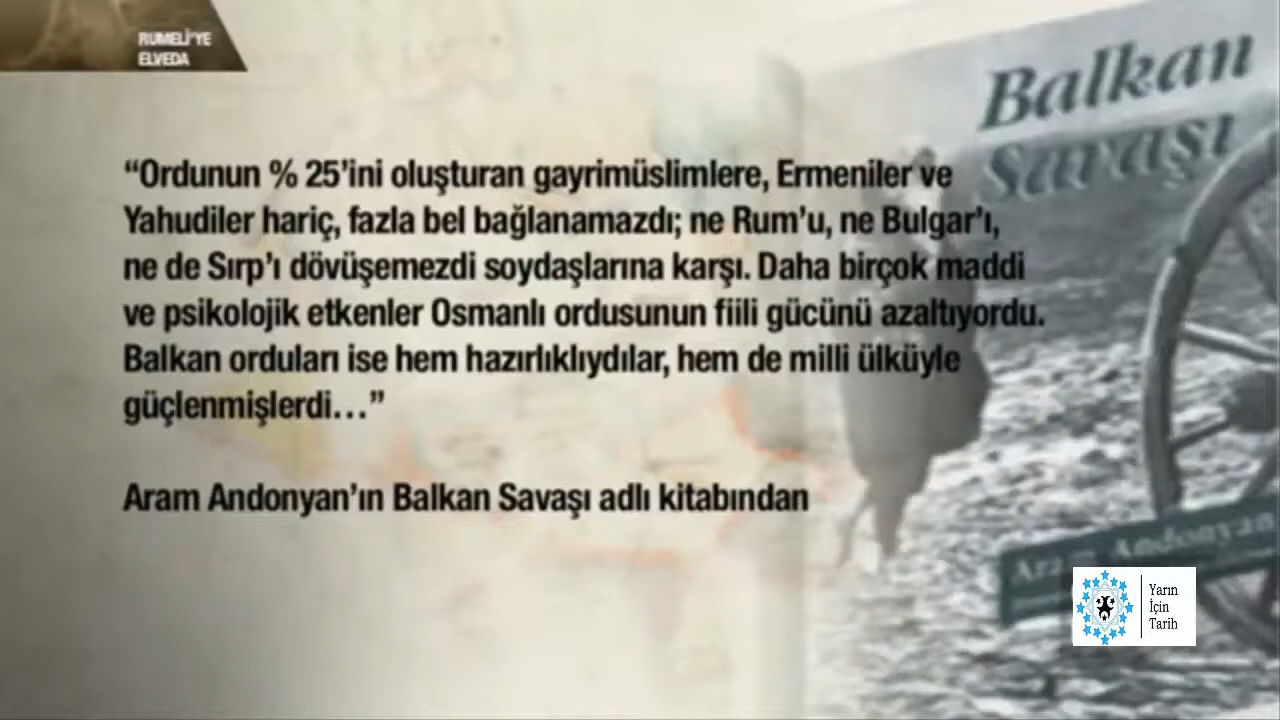 RUMELİ'YE
ELVEDA
Balkan
Savaşı
“Ordunun % 25’ini oluşturan gayrimüslimlere, Ermeniler ve
Yahudiler hariç, fazla bel bağlanamazdı; ne Rum’u, ne Bulgar’ı,
ne de Sırp’ı dövüşemezdi soydaşlarına karşı. Daha birçok maddi
ve psikolojik etkenler Osmanlı ordusunun fiili gücünü azaltıyordu.
Balkan orduları ise hem hazırlıklıydılar, hem de milli ülküyle
güçlenmişlerdi…”
Aram Andonyan’ın Balkan Savaşı adlı kitabından
Aram Andonyan
Yarın
İçin
Tarih